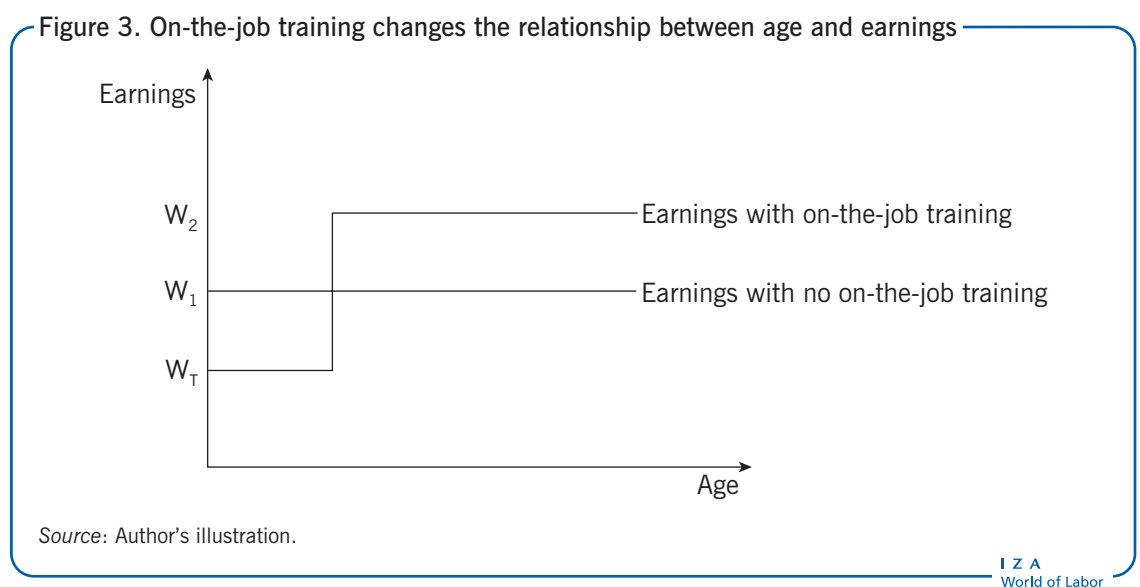 Figure 3. On-the-job training changes the relationship between age and earnings
Earnings
W2
Earnings with on-the-job training
W1
Earnings with no on-the-job training
WT
Age
Source: Author's illustration.
I Z A
World of Labor